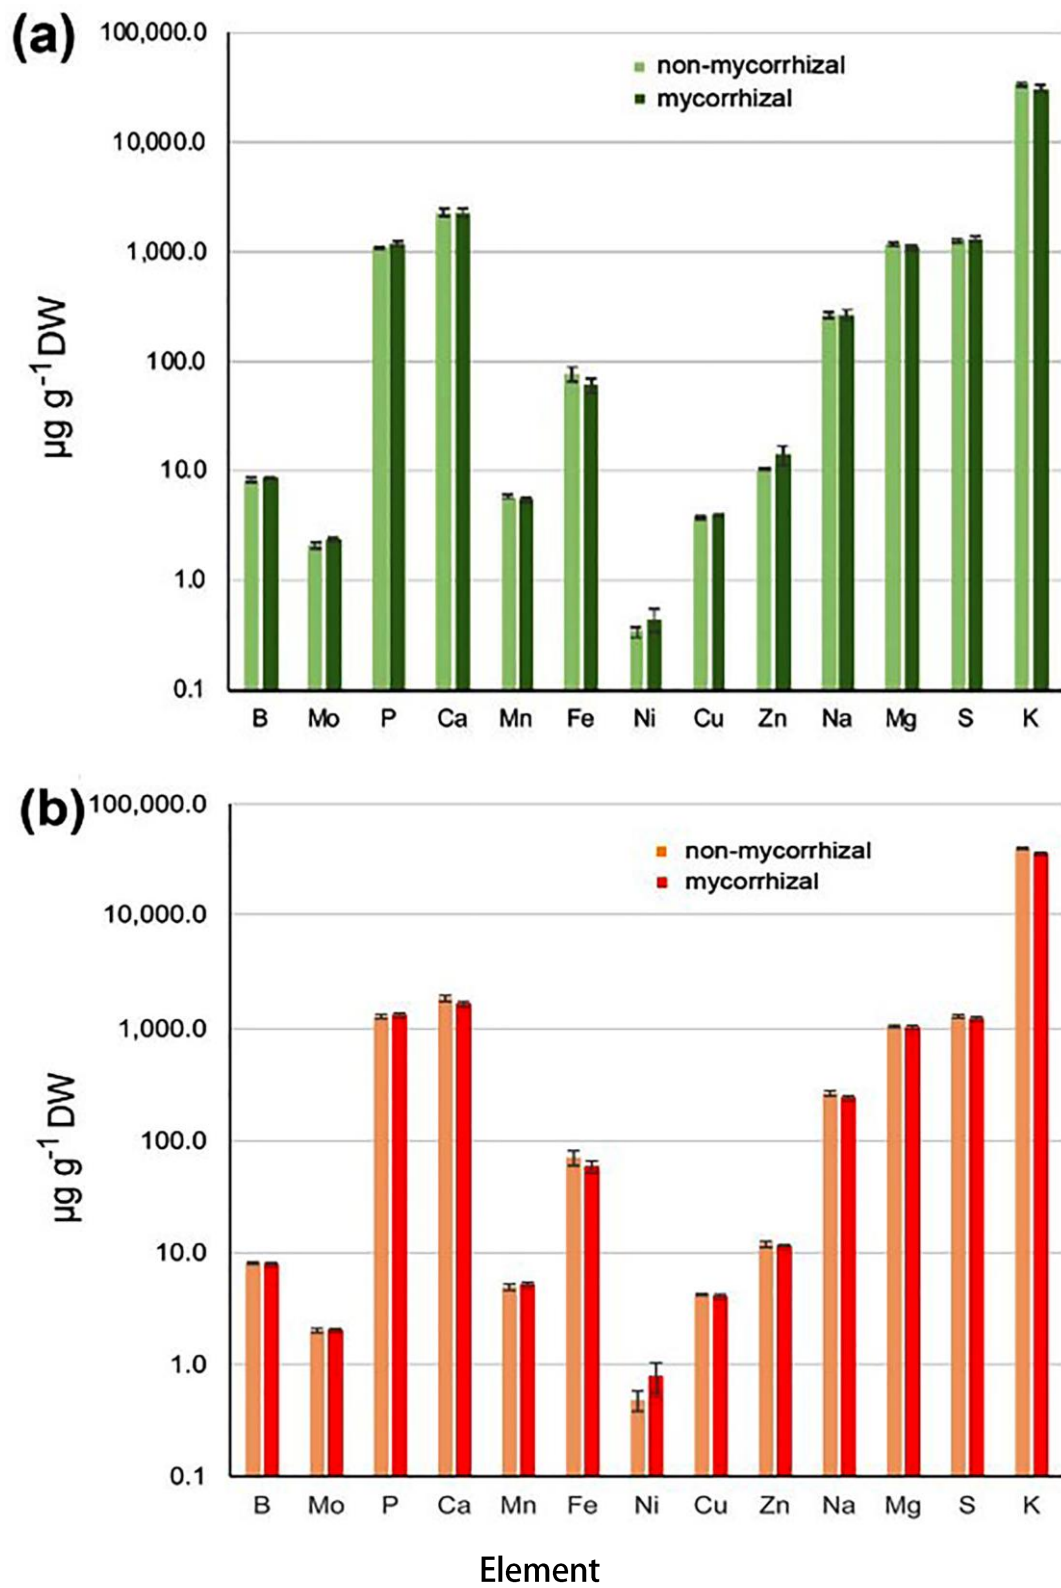 (a)
100,000.0
10,000.0
1,000.0
100.0
10.0
1.0
0.1
µg g⁻¹DW
non-mycorrhizal
mycorrhizal
B Mo P Ca Mn Fe Ni Cu Zn Na Mg S K
(b)
100,000.0
10,000.0
1,000.0
100.0
10.0
1.0
0.1
µg g⁻¹ DW
non-mycorrhizal
mycorrhizal
B Mo P Ca Mn Fe Ni Cu Zn Na Mg S K
Element